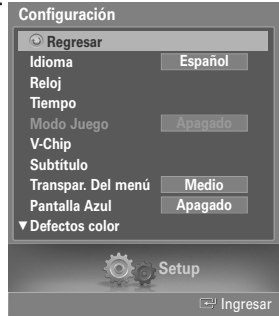 Configuración
Regresar
Idioma Español
Reloj
Tiempo
Modo Juego Apagado
V-Chip
Subtítulo
Transpar. Del menú Medio
Pantalla Azul Apagado
▼Defectos color
Setup
Ingresar